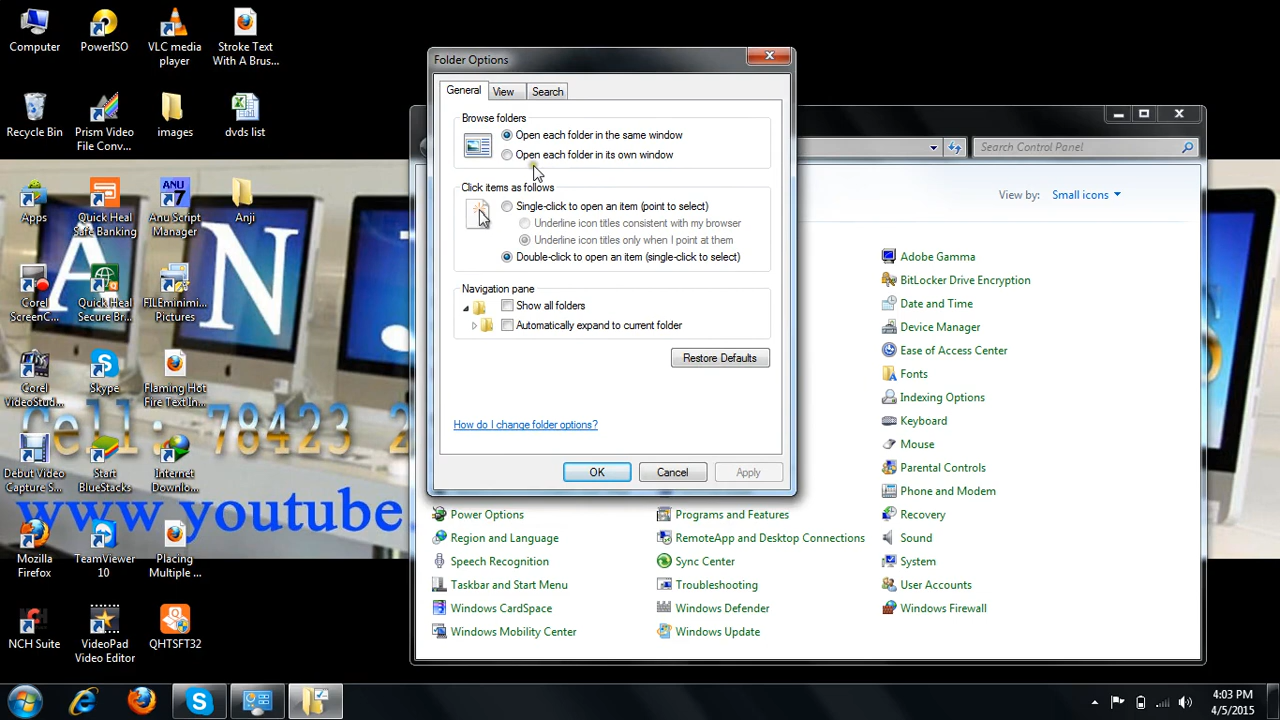 Computer
PowerISO
VLC media
player
Stroke Text
With A Brus...
Recycle Bin
Prism Video
File Conv...
images
dvds list
Apps
Quick Heal
Safe Banking
Anu Script
Manager
Anji
Corel
ScreenC...
Quick Heal
Secure Br...
FILEminimi...
Pictures
Corel
VideoStud...
Skype
Flaming Hot
Fire Text In...
Cell: 78423 2
Debut Video
Capture S...
Start
BlueStacks
Internet
Downlo...
www.youtube.
Mozilla
Firefox
TeamViewer
10
Placing
Multiple ...
NCH Suite
VideoPad
Video Editor
QHTSFT32
A N
ANU
7
Folder Options
General
View
Search
Browse folders
Open each folder in the same window
Open each folder in its own window
Click items as follows
Single-click to open an item (point to select)
Underline icon titles consistent with my browser
Underline icon titles only when I point at them
Double-click to open an item (single-click to select)
Navigation pane
Show all folders
Automatically expand to current folder
Restore Defaults
How do I change folder options?
OK
Cancel
Apply
Search Control Panel
View by: Small icons
Adobe Gamma
BitLocker Drive Encryption
Date and Time
Device Manager
Ease of Access Center
Fonts
Indexing Options
Keyboard
Mouse
Parental Controls
Phone and Modem
Power Options
Programs and Features
Recovery
Region and Language
RemoteApp and Desktop Connections
Sound
Speech Recognition
Sync Center
System
Taskbar and Start Menu
Troubleshooting
User Accounts
Windows CardSpace
Windows Defender
Windows Firewall
Windows Mobility Center
Windows Update
4:03 PM
4/5/2015